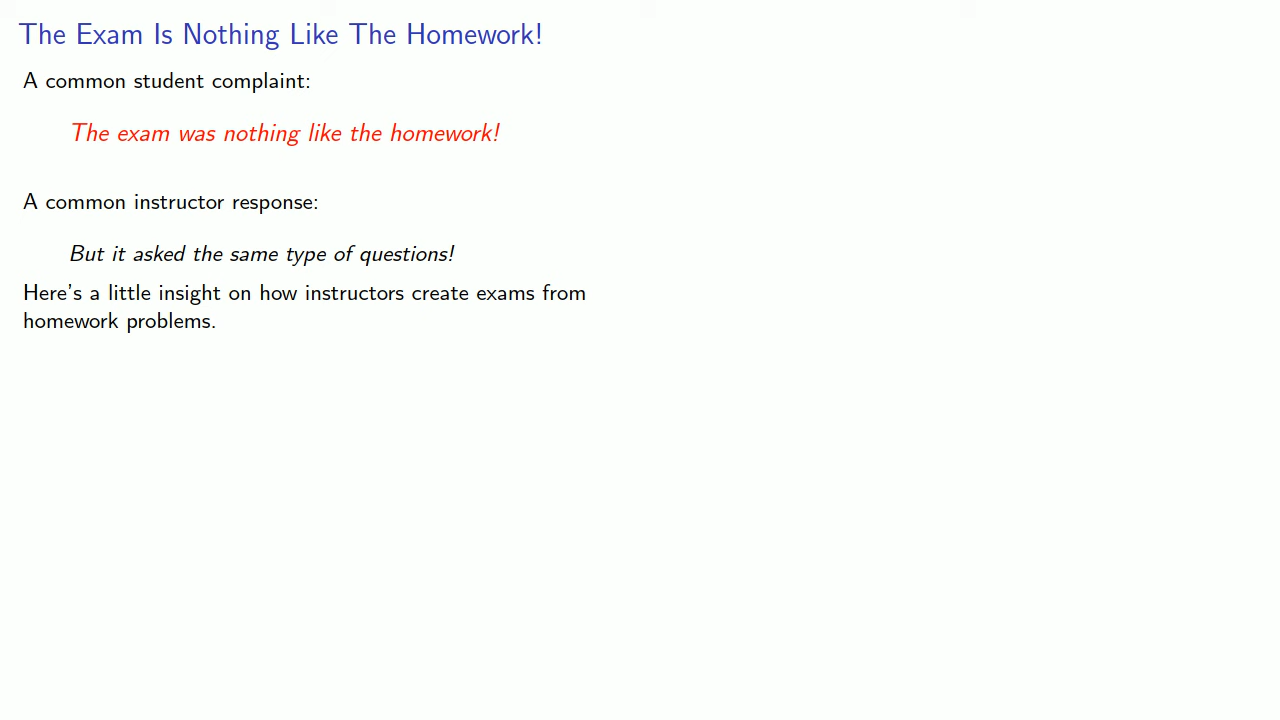 The Exam Is Nothing Like The Homework!
A common student complaint:
The exam was nothing like the homework!
A common instructor response:
But it asked the same type of questions!
Here's a little insight on how instructors create exams from
homework problems.